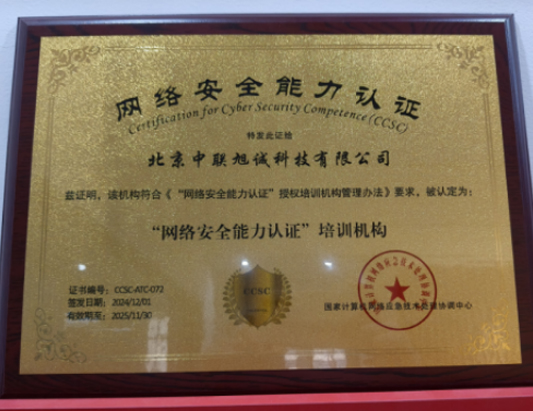 网络安全能力认证
Certification for Cyber Security Competence (CCSC)
特发此证给
北京中联旭诚科技有限公司
兹证明，该机构符合《“网络安全能力认证”授权培训机构管理办法》要求，被认定为：
“网络安全能力认证”培训机构
证书编号：CCSC-ATC-072
签发日期：2024/12/01
有效期至：2025/11/30
CCSC
国家计算机网络应急技术处理协调中心